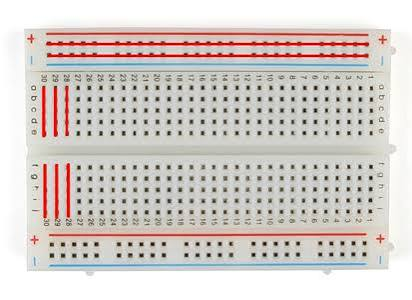 + +
- -
30 29 28 27 26 25 24 23 22 21 20 19 18 17 16 15 14 13 12 11 10 9 8 7 6 5 4 3 2 1
a a
b b
c c
d d
e e
f f
g g
h h
i i
j j
30 29 28 27 26 25 24 23 22 21 20 19 18 17 16 15 14 13 12 11 10 9 8 7 6 5 4 3 2 1
+ +
- -